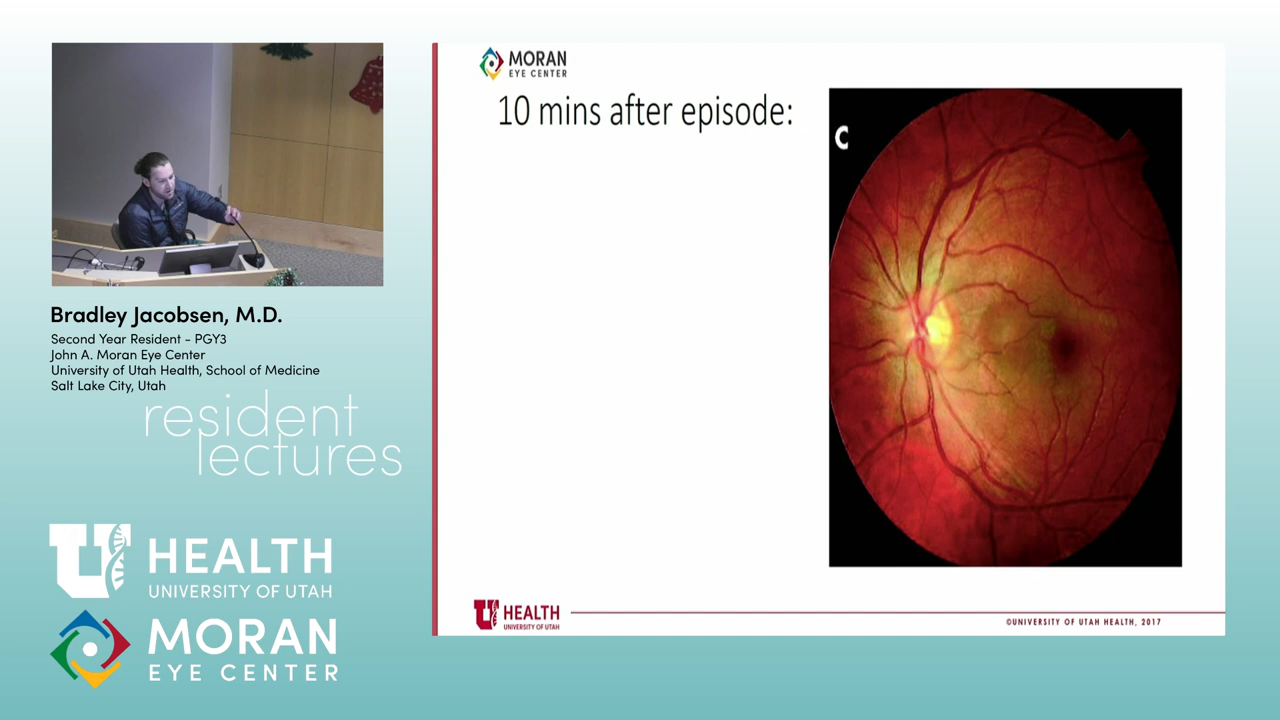 Bradley Jacobsen, M.D.
Second Year Resident - PGY3
John A. Moran Eye Center
University of Utah Health, School of Medicine
Salt Lake City, Utah
resident
lectures
U HEALTH
UNIVERSITY OF UTAH
MORAN
EYE CENTER
MORAN
EYE CENTER
10 mins after episode:
C
U HEALTH
UNIVERSITY OF UTAH
©UNIVERSITY OF UTAH HEALTH, 2017